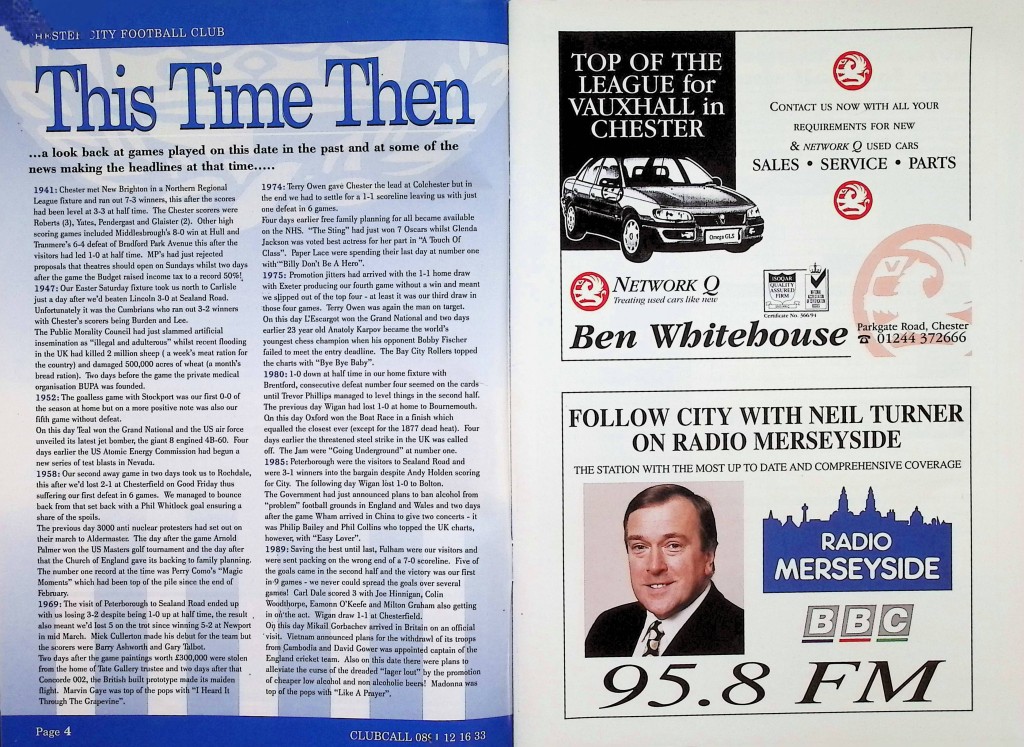 CITY FOOTBALL CLUB
This Time Then
...a look back at games played on this date in the past and at some of the
news making the headlines at that time.....
1941: Chester met New Brighton in a Northern Regional
League fixture and ran out 7-3 winners, this after the scores
had been level at 3-3 at half time. The Chester scorers were
Roberts (3), Yates, Pendergast and Glaister (2). Other high
scoring games included Middlesbrough's 8-0 win at Hull and
Tranmere's 6-4 defeat of Bradford Park Avenue this after the
visitors had led 1-0 at half time. MP's had just rejected
proposals that theatres should open on Sundays whilst two days
after the game the Budget raised income tax to a record 50%!
1947: Our Easter Saturday fixture took us north to Carlisle
just a day after we'd beaten Lincoln 3-0 at Sealand Road.
Unfortunately it was the Cumbrians who ran out 3-2 winners
with Chester's scorers being Burden and Lee.
The Public Morality Council had just slammed artificial
insemination as "illegal and adulterous" whilst recent flooding
in the UK had killed 2 million sheep ( a week's meat ration for
the country) and damaged 500,000 acres of wheat (a month's
bread ration). Two days before the game the private medical
organisation BUPA was founded.
1952: The goalless game with Stockport was our first 0-0 of
the season at home but on a more positive note was also our
fifth game without defeat.
On this day Teal won the Grand National and the US air force
unveiled its latest jet bomber, the giant 8 engined 4B-60. Four
days earlier the US Atomic Energy Commission had begun a
new series of test blasts in Nevada.
1958: Our second away game in two days took us to Rochdale,
this after we'd lost 2-1 at Chesterfield on Good Friday thus
suffering our first defeat in 6 games. We managed to bounce
back from that set back with a Phil Whitlock goal ensuring a
share of the spoils.
The previous day 3000 anti nuclear protesters had set out on
their march to Aldermaster. The day after the game Arnold
Palmer won the US Masters golf tournament and the day after
that the Church of England gave its backing to family planning.
The number one record at the time was Perry Como's "Magic
Moments" which had been top of the pile since the end of
February.
1969: The visit of Peterborough to Sealand Road ended up
with us losing 3-2 despite being 1-0 up at half time, the result
also meant we'd lost 5 on the trot since winning 5-2 at Newport
in mid March. Mick Cullerton made his debut for the team but
the scorers were Barry Ashworth and Gary Talbot.
Two days after the game paintings worth £300,000 were stolen
from the home of Tate Gallery trustee and two days after that
Concorde 002, the British built prototype made its maiden
flight. Marvin Gaye was top of the pops with "I Heard It
Through The Grapevine".
1974: Terry Owen gave Chester the lead at Colchester but in
the end we had to settle for a 1-1 scoreline leaving us with just
one defeat in 6 games.
Four days earlier free family planning for all became available
on the NHS. "The Sting" had just won 7 Oscars whilst Glenda
Jackson was voted best actress for her part in "A Touch Of
Class". Paper Lace were spending their last day at number one
with "Billy Don't Be A Hero".
1975: Promotion jitters had arrived with the 1-1 home draw
with Exeter producing our fourth game without a win and meant
we slipped out of the top four - at least it was our third draw in
those four games. Terry Owen was again the man on target.
On this day L'Escargot won the Grand National and two days
earlier 23 year old Anatoly Karpov became the world's
youngest chess champion when his opponent Bobby Fischer
failed to meet the entry deadline. The Bay City Rollers topped
the charts with "Bye Bye Baby".
1980: 1-0 down at half time in our home fixture with
Brentford, consecutive defeat number four seemed on the cards
until Trevor Phillips managed to level things in the second half.
The previous day Wigan had lost 1-0 to Bournemouth.
On this day Oxford won the Boat Race in a finish which
equalled the closest ever (except for the 1877 dead heat). Four
days earlier the threatened steel strike in the UK was called
off. The Jam were "Going Underground" at number one.
1985: Peterborough were the visitors to Sealand Road and
were 3-1 winners into the bargain despite Andy Holden scoring
for City. The following day Wigan lost 1-0 to Bolton.
The Government had just announced plans to ban alcohol from
"problem" football grounds in England and Wales and two days
after the game Wham arrived in China to give two concerts - it
was Philip Bailey and Phil Collins who topped the UK charts,
however, with "Easy Lover".
1989: Saving the best until last, Fulham were our visitors and
were sent packing on the wrong end of a 7-0 scoreline. Five of
the goals came in the second half and the victory was our first
in 9 games - we never could spread the goals over several
games! Carl Dale scored 3 with Joe Hinnigan, Colin
Woodthorpe, Eamonn O'Keefe and Milton Graham also getting
in on the act. Wigan draw 1-1 at Chesterfield.
On this day Mikail Gorbachev arrived in Britain on an official
visit. Vietnam announced plans for the withdrawl of its troops
from Cambodia and David Gower was appointed captain of the
England cricket team. Also on this date there were plans to
alleviate the curse of the dreaded "lager lout" by the promotion
of cheaper low alcohol and non alcoholic beers! Madonna was
top of the pops with "Like A Prayer".
Page 4
CLUBCALL 0891 12 16 33
TOP OF THE
LEAGUE for
VAUXHALL in
CHESTER
CONTACT US NOW WITH ALL YOUR
REQUIREMENTS FOR NEW
& NETWORK Q USED CARS
SALES • SERVICE • PARTS
Omega GLS
NETWORK Q
Treating used cars like new
ISOQAR
QUALITY
ASSURED
FIRM
Certificate No. 366/94
Ben Whitehouse
Parkgate Road, Chester
☎ 01244 372666
FOLLOW CITY WITH NEIL TURNER
ON RADIO MERSEYSIDE
THE STATION WITH THE MOST UP TO DATE AND COMPREHENSIVE COVERAGE
RADIO
MERSEYSIDE
BBC
95.8 FM